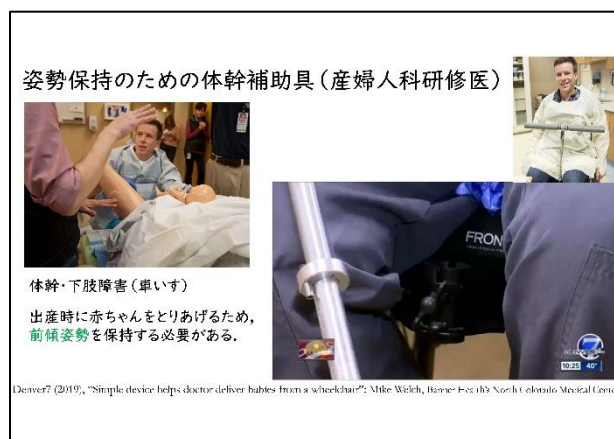 姿勢保持のための体幹補助具(産婦人科研修医)
FRON
体幹・下肢障害(車いす)
出産時に赤ちゃんをとりあげるため,
前傾姿勢を保持する必要がある.
7
10:25 40°
Denver7 (2019), "Simple device helps doctor deliver babies from a wheelchair": Mike Welch, Banner Health's North Colorado Medical Cente